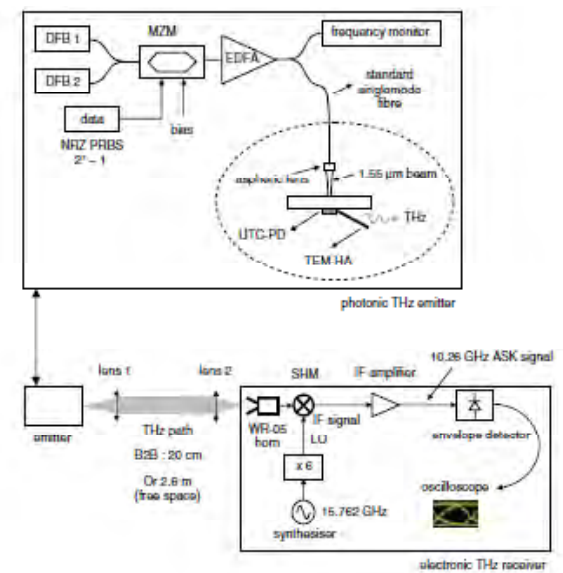 DFB 1
MZM
EDFA
frequency monitor
DFB 2
standard
singlemode
fibre
data
bias
NRZ PRBS
aspheric lens
1.55 µm beam
THz
UTC-PD
TEM-HA
photonic THz emitter
lens 1
lens 2
SHM
IF amplifier
10.26 GHz ASK signal
emitter
THz path
B2B : 20 cm
Or 2.6 m
(free space)
WR-05
horn
IF signal
LO
envelope detector
x 6
oscilloscope
15.762 GHz
synthesiser
electronic THz receiver